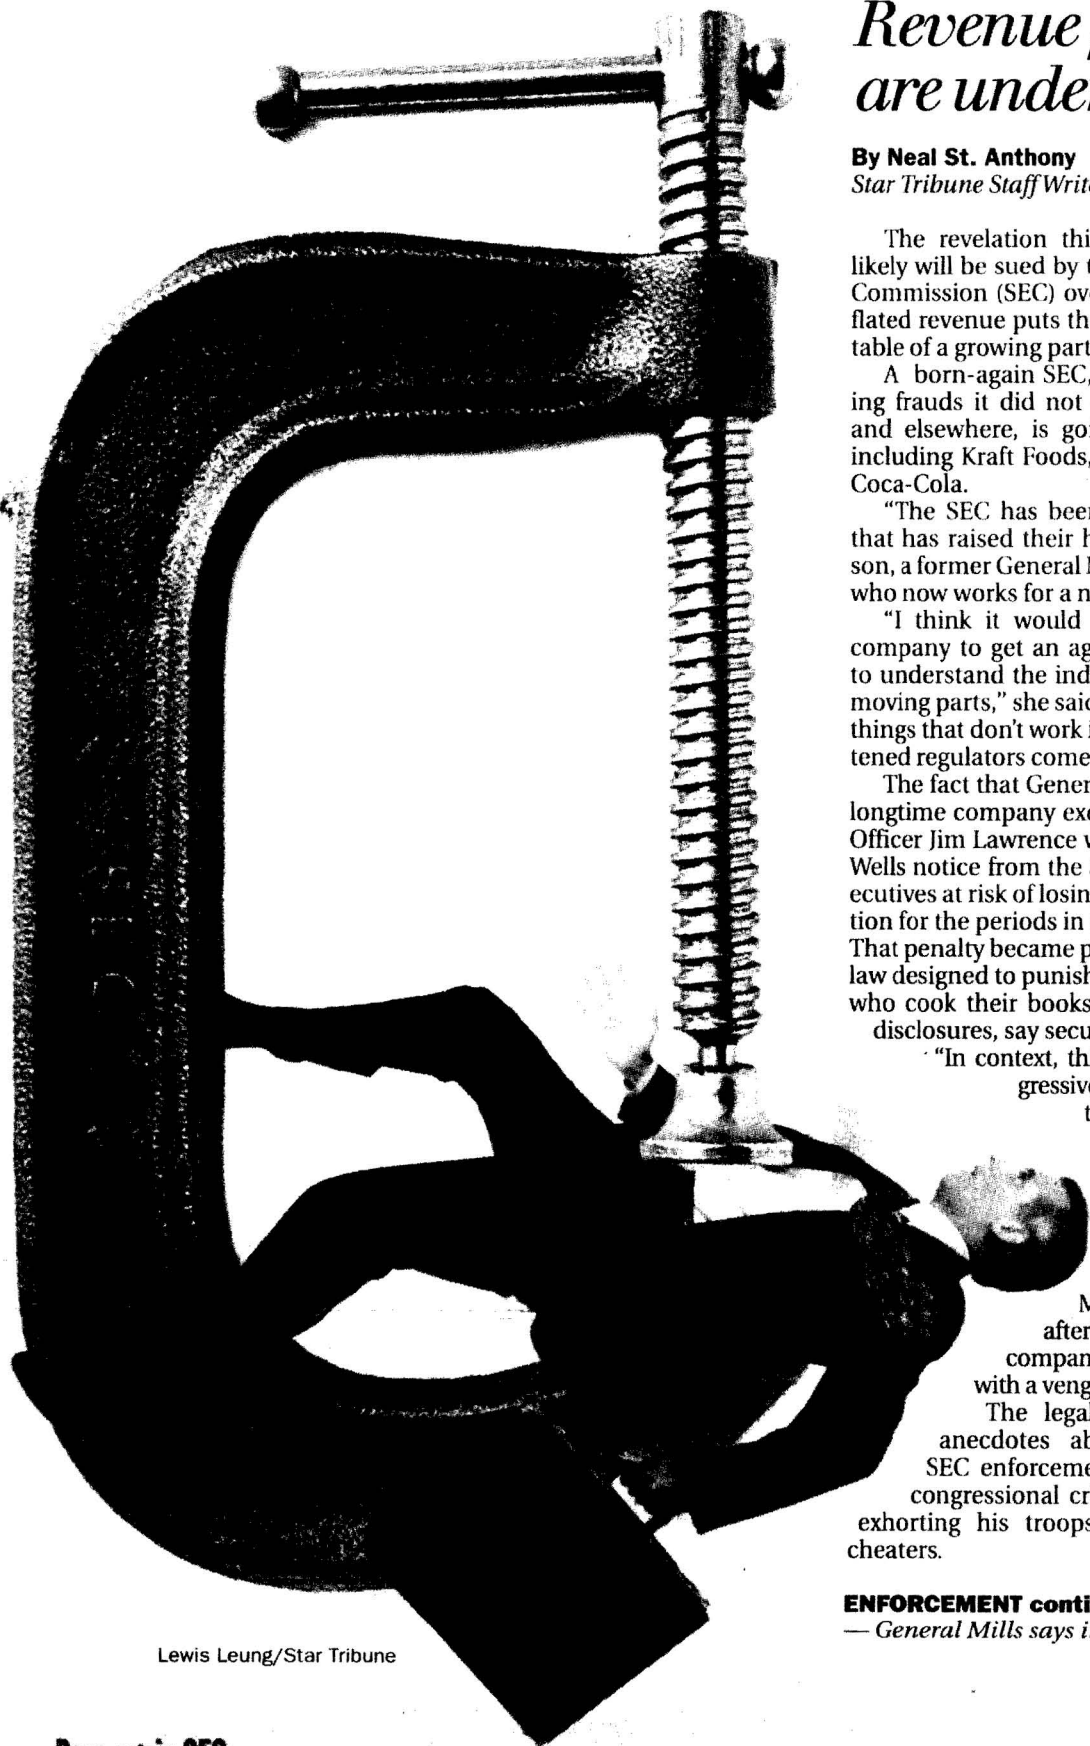 Revenue
are under
By Neal St. Anthony
Star Tribune Staff Write
The revelation thi
likely will be sued by t
Commission (SEC) ov
flated revenue puts th
table of a growing part
A born-again SEC,
ing frauds it did not
and elsewhere, is go
including Kraft Foods,
Coca-Cola.
“The SEC has been
that has raised their h
son, a former General
who now works for a n
“I think it would
company to get an ag
to understand the ind
moving parts,” she said
things that don't work i
tened regulators come
The fact that Gener
longtime company exe
Officer Jim Lawrence w
Wells notice from the
ecutives at risk of losin
tion for the periods in
That penalty became p
law designed to punish
who cook their books
disclosures, say secu
“In context, th
gressive
t
M
after
compan
with a veng
The legal
anecdotes ab
SEC enforceme
congressional cr
exhorting his troops
cheaters.
ENFORCEMENT conti
— General Mills says i
Lewis Leung/Star Tribune